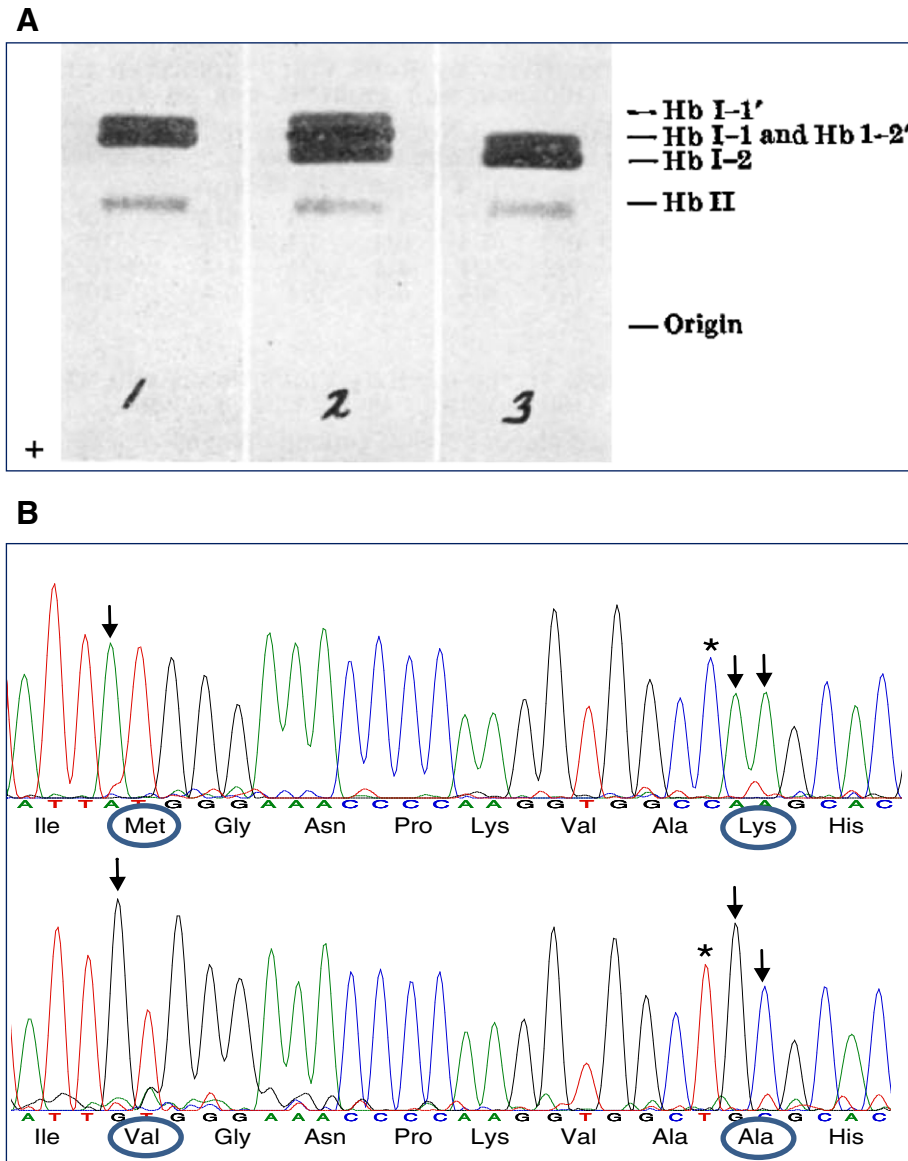 A
Hb I-1′
Hb I-1 and Hb 1-2′
Hb I-2
Hb II
Origin
1 2 3
+
B
*
A T T A T G G G A A A C C C C A A G G T G G C C A A G C A C
Ile Met Gly Asn Pro Lys Val Ala Lys His
*
A T T G T G G G A A A C C C C A A G G T G G C T G C G C A C
Ile Val Gly Asn Pro Lys Val Ala Ala His